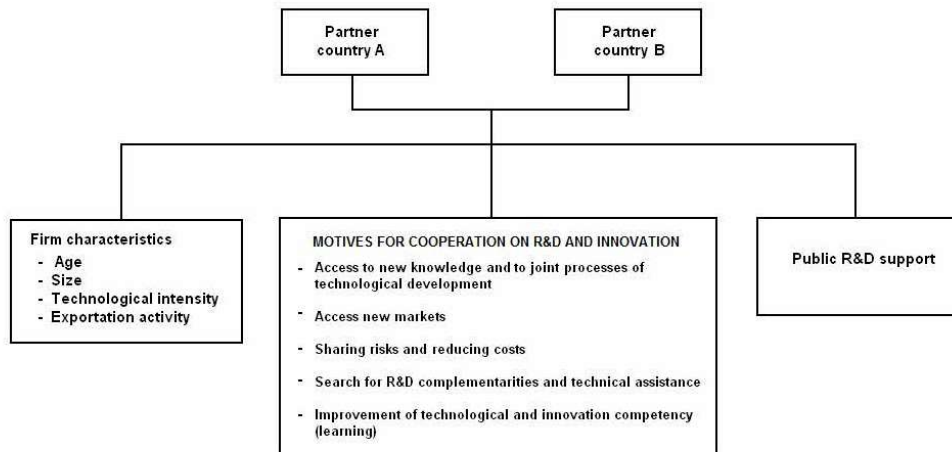 Partner
country A
Partner
country B
Firm characteristics
- Age
- Size
- Technological intensity
- Exportation activity
MOTIVES FOR COOPERATION ON R&D AND INNOVATION
- Access to new knowledge and to joint processes of
technological development
- Access new markets
- Sharing risks and reducing costs
- Search for R&D complementarities and technical assistance
- Improvement of technological and innovation competency
(learning)
Public R&D support